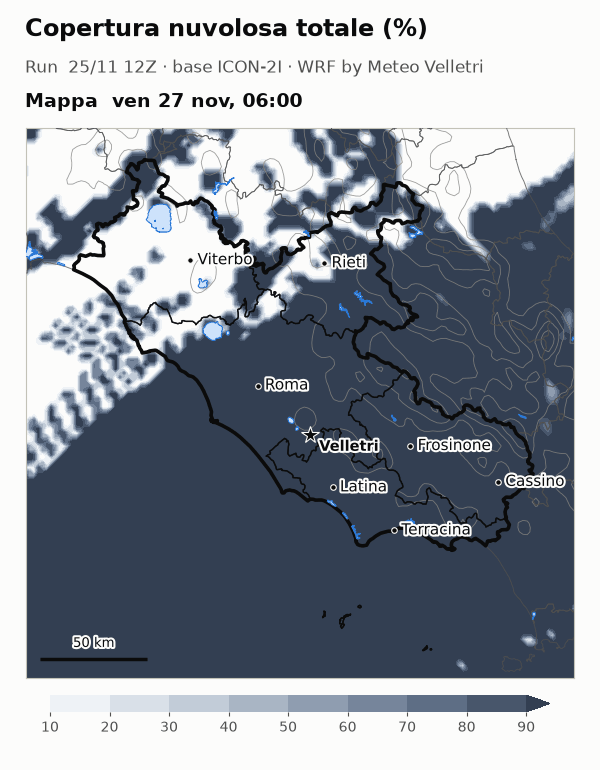 Copertura nuvolosa totale (%)
Run  25/11 12Z · base ICON-2I · WRF by Meteo Velletri
Mappa  ven 27 nov, 06:00
Viterbo
Rieti
Roma
Velletri
Frosinone
Latina
Cassino
Terracina
50 km
10 20 30 40 50 60 70 80 90